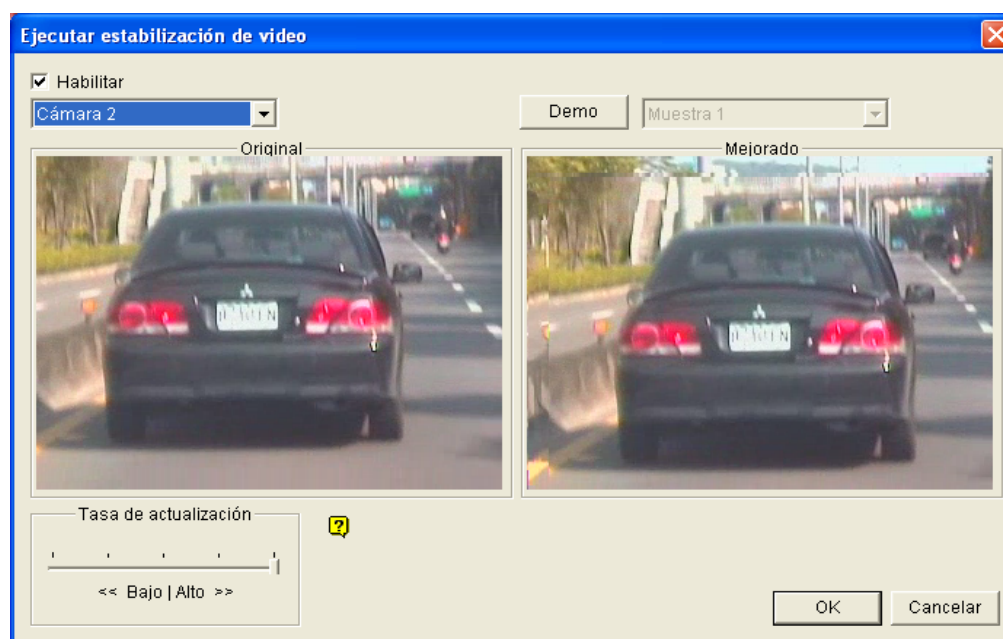 Ejecutar estabilización de video
Habilitar
Cámara 2
Demo
Muestra 1
Original
Mejorado
Tasa de actualización
<< Bajo | Alto >>
?
OK
Cancelar